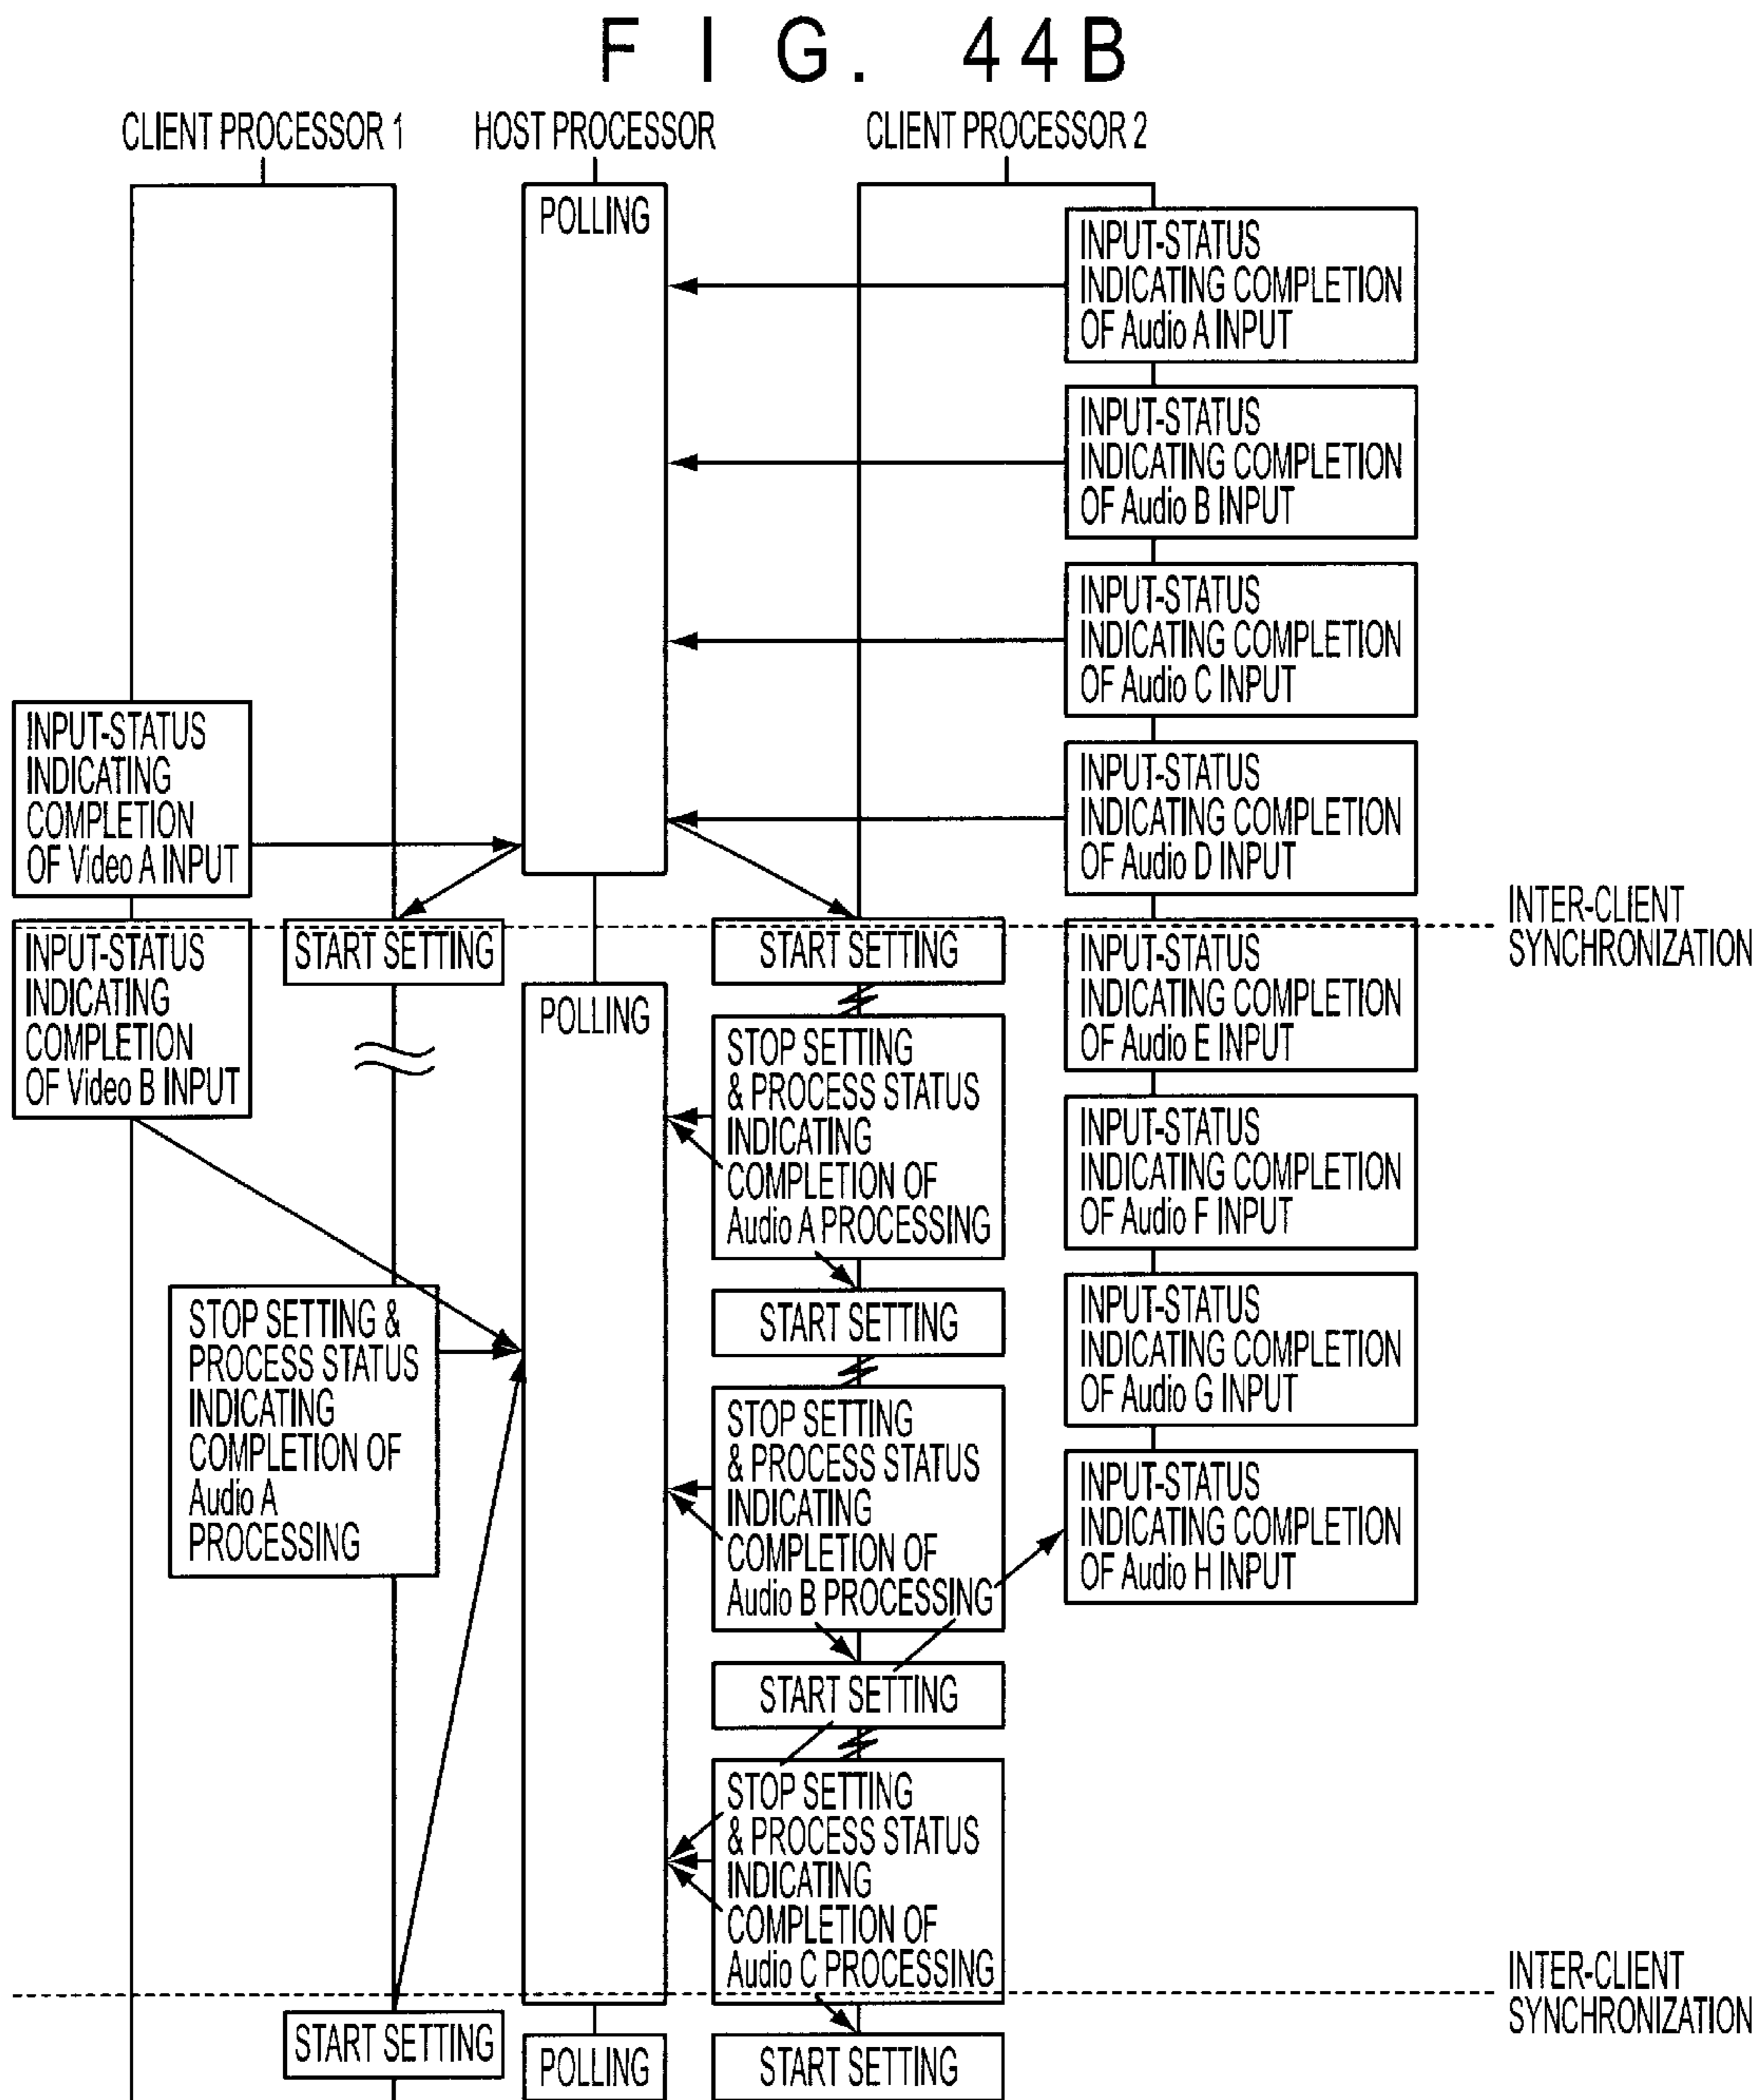 FIG. 44B
CLIENT PROCESSOR 1
HOST PROCESSOR
CLIENT PROCESSOR 2
POLLING
INPUT-STATUS
INDICATING COMPLETION
OF Audio A INPUT
INPUT-STATUS
INDICATING COMPLETION
OF Audio B INPUT
INPUT-STATUS
INDICATING COMPLETION
OF Audio C INPUT
INPUT-STATUS
INDICATING
COMPLETION
OF Video A INPUT
INPUT-STATUS
INDICATING COMPLETION
OF Audio D INPUT
INTER-CLIENT
SYNCHRONIZATION
INPUT-STATUS
INDICATING
COMPLETION
OF Video B INPUT
START SETTING
START SETTING
INPUT-STATUS
INDICATING COMPLETION
OF Audio E INPUT
POLLING
STOP SETTING
& PROCESS STATUS
INDICATING
COMPLETION OF
Audio A PROCESSING
INPUT-STATUS
INDICATING COMPLETION
OF Audio F INPUT
STOP SETTING &
PROCESS STATUS
INDICATING
COMPLETION OF
Audio A
PROCESSING
START SETTING
INPUT-STATUS
INDICATING COMPLETION
OF Audio G INPUT
STOP SETTING
& PROCESS STATUS
INDICATING
COMPLETION OF
Audio B PROCESSING
INPUT-STATUS
INDICATING COMPLETION
OF Audio H INPUT
START SETTING
STOP SETTING
& PROCESS STATUS
INDICATING
COMPLETION OF
Audio C PROCESSING
INTER-CLIENT
SYNCHRONIZATION
START SETTING
POLLING
START SETTING